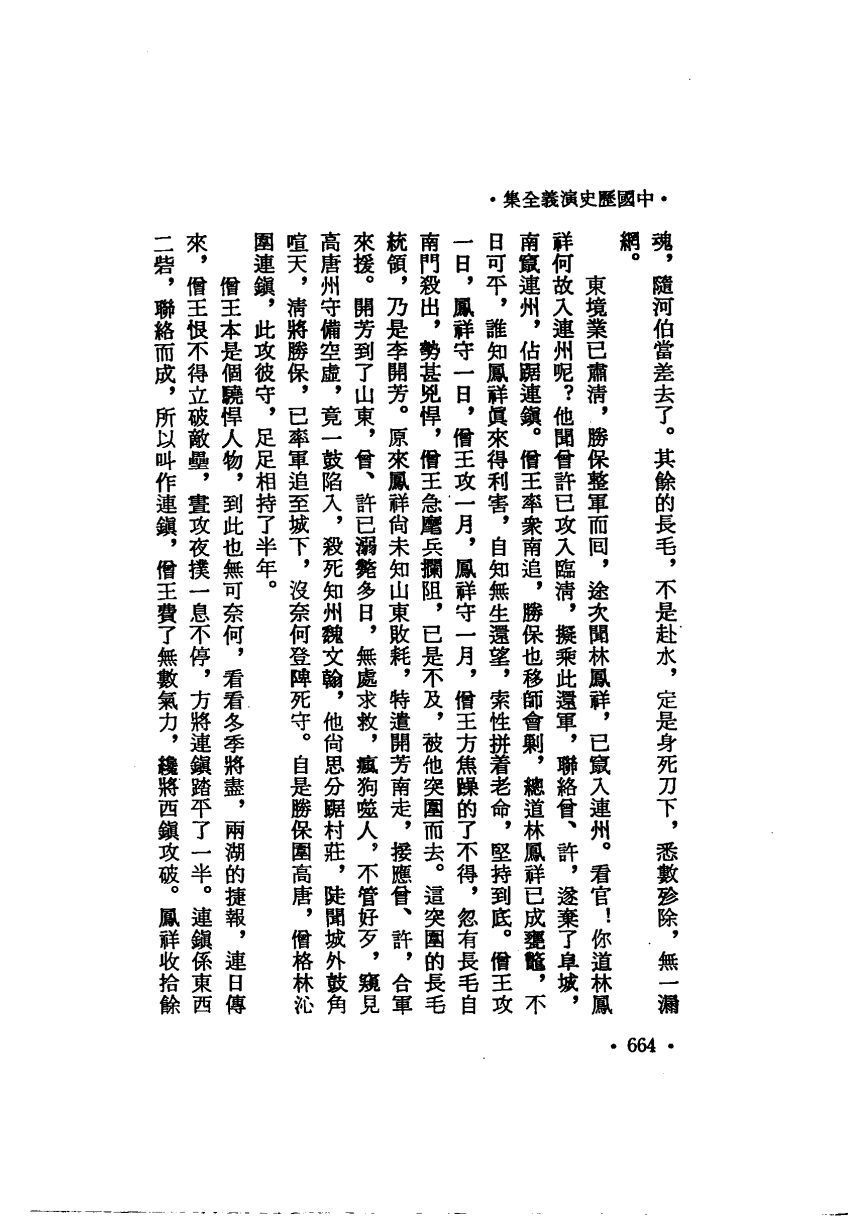 •中國歷史演義全集•
魂，隨河伯當差去了。其餘的長毛，不是赴水，定是身死刀下，悉數殄除，無一漏
網。
東境業已肅清，勝保整軍而回，途次聞林鳳祥，已竄入連州。看官！你道林鳳
祥何故入連州呢？他聞曾許已攻入臨清，擬乘此還軍，聯絡曾、許，遂棄了阜城，
南竄連州，佔踞連鎮。僧王率衆南追，勝保也移師會剿，總道林鳳祥已成甕鼈，不
日可平，誰知鳳祥眞來得利害，自知無生還望，索性拼着老命，堅持到底。僧王攻
一日，鳳祥守一日，僧王攻一月，鳳祥守一月，僧王方焦躁的了不得，忽有長毛自
南門殺出，勢甚兇悍，僧王急麾兵攔阻，已是不及，被他突圍而去。這突圍的長毛
統領，乃是李開芳。原來鳳祥尙未知山東敗耗，特遣開芳南走，接應曾、許，合軍
來援。開芳到了山東，曾、許已溺斃多日，無處求救，瘋狗噬人，不管好歹，窺見
高唐州守備空虛，竟一鼓陷入，殺死知州魏文翰，他尙思分踞村莊，陡聞城外鼓角
喧天，清將勝保，已率軍追至城下，沒奈何登陴死守。自是勝保圍高唐，僧格林沁
圍連鎮，此攻彼守，足足相持了半年。
僧王本是個驍悍人物，到此也無可奈何，看看冬季將盡，兩湖的捷報，連日傳
來，僧王恨不得立破敵壘，晝攻夜撲一息不停，方將連鎮踏平了一半。連鎮係東西
二砦，聯絡而成，所以叫作連鎮，僧王費了無數氣力，纔將西鎮攻破。鳳祥收拾餘
•664•